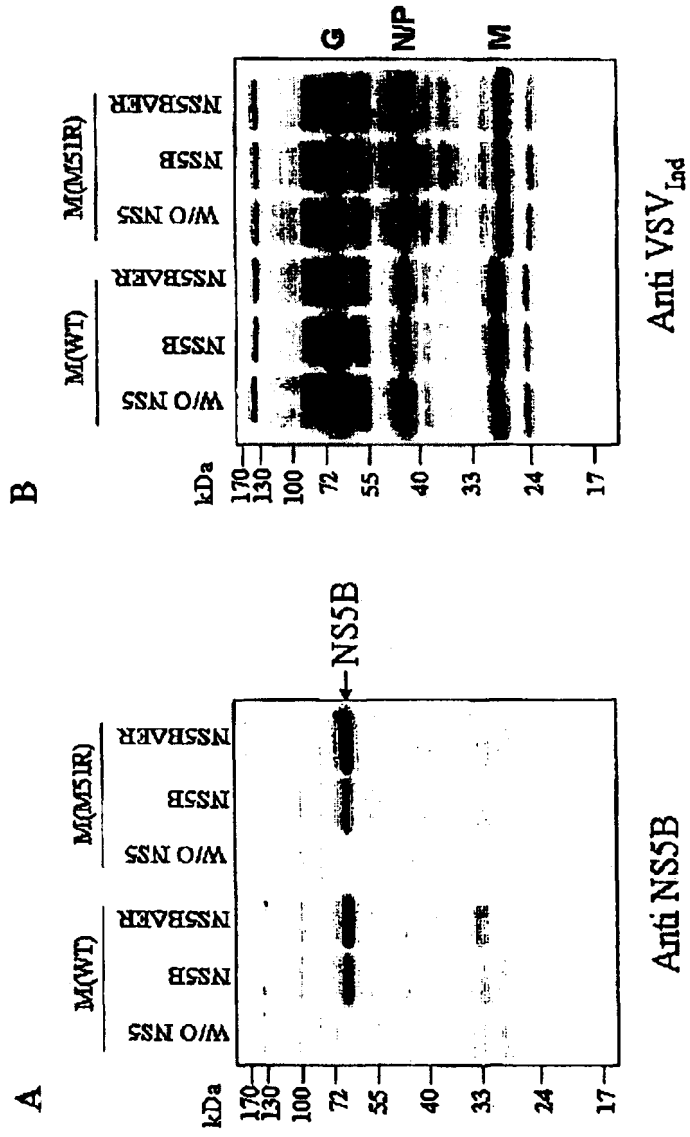 A
M(WT)
M(M51R)
W/O NS5
NS5B
NS5BΔER
W/O NS5
NS5B
NS5BΔER
kDa
170
130
100
72
55
40
33
24
17
NS5B
Anti NS5B
B
M(WT)
M(M51R)
W/O NS5
NS5B
NS5BΔER
W/O NS5
NS5B
NS5BΔER
kDa
170
130
100
72
55
40
33
24
17
G
N/P
M
Anti VSV Ind